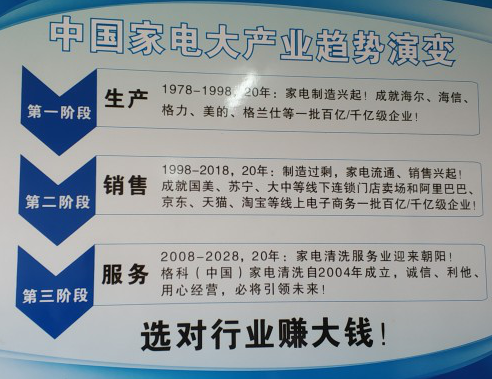 中国家电大产业趋势演变
第一阶段
生产
1978-1998,20年：家电制造兴起！成就海尔、海信、
格力、美的、格兰仕等一批百亿/千亿级企业！
第二阶段
销售
1998-2018,20年：制造过剩，家电流通、销售兴起！
成就国美、苏宁、大中等线下连锁门店卖场和阿里巴巴、
京东、天猫、淘宝等线上电子商务一批百亿/千亿级企业！
第三阶段
服务
2008-2028,20年：家电清洗服务业迎来朝阳！
格科（中国）家电清洗自2004年成立，诚信、利他、
用心经营，必将引领未来！
选对行业赚大钱！